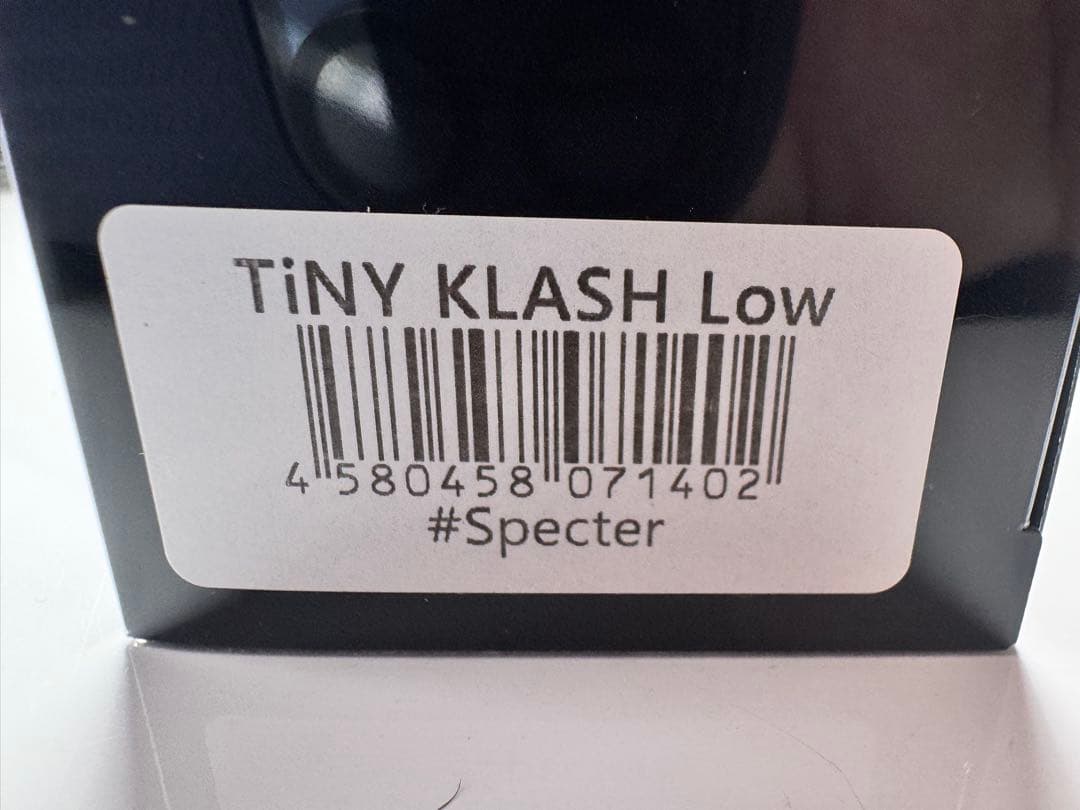 TiNY KLASH Low
4 580458 071402
#Specter